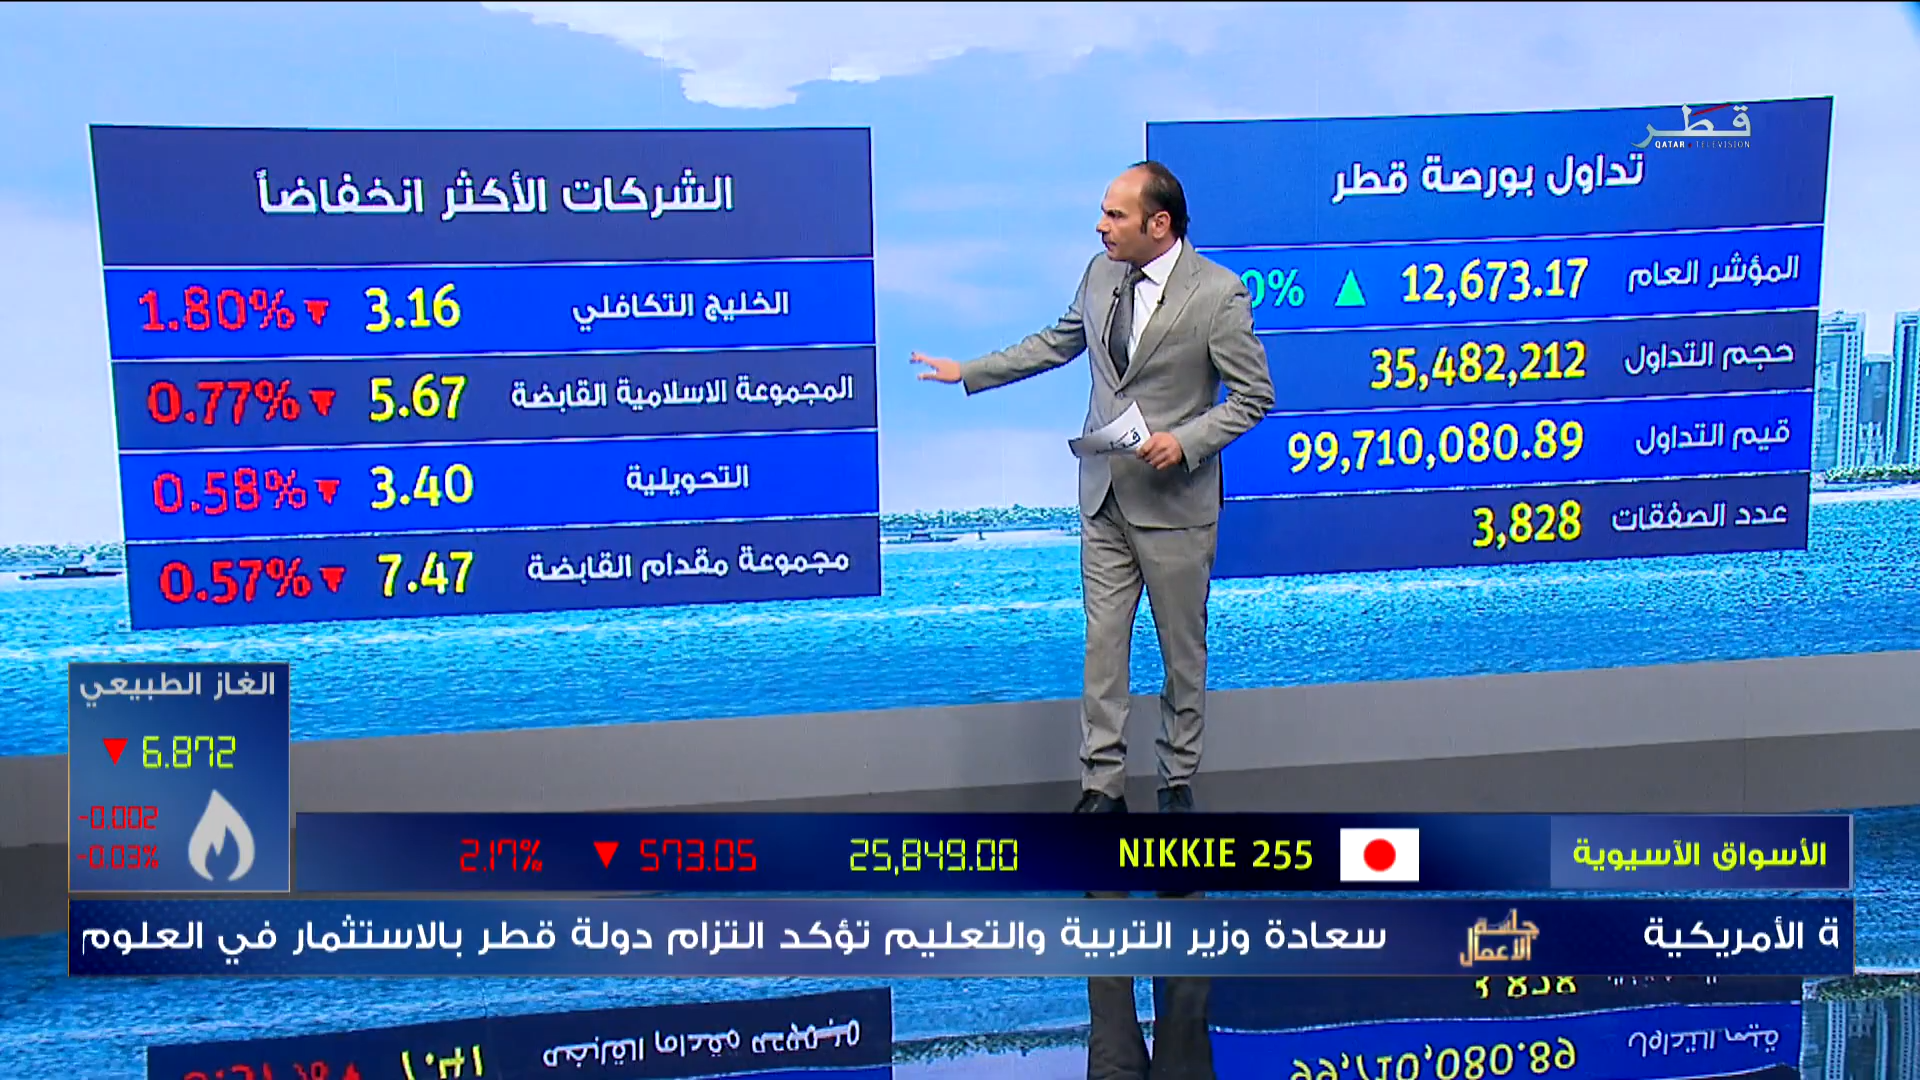 قطر
QATAR TELEVISION
تداول بورصة قطر
المؤشر العام 12,673.17 ▲ 0%
حجم التداول 35,482,212
قيم التداول 99,710,080.89
عدد الصفقات 3,828
الشركات الأكثر انخفاضاً
الخليج التكافلي 3.16 ▼ 1.80%
المجموعة الاسلامية القابضة 5.67 ▼ 0.77%
التحويلية 3.40 ▼ 0.58%
مجموعة مقدام القابضة 7.47 ▼ 0.57%
الغاز الطبيعي
▼ 6.872
-0.002
-0.03%
الأسواق الآسيوية NIKKIE 255 25,849.00 573.05 ▼ 2.17%
ة الأمريكية جلسة الأعمال سعادة وزير التربية والتعليم تؤكد التزام دولة قطر بالاستثمار في العلوم